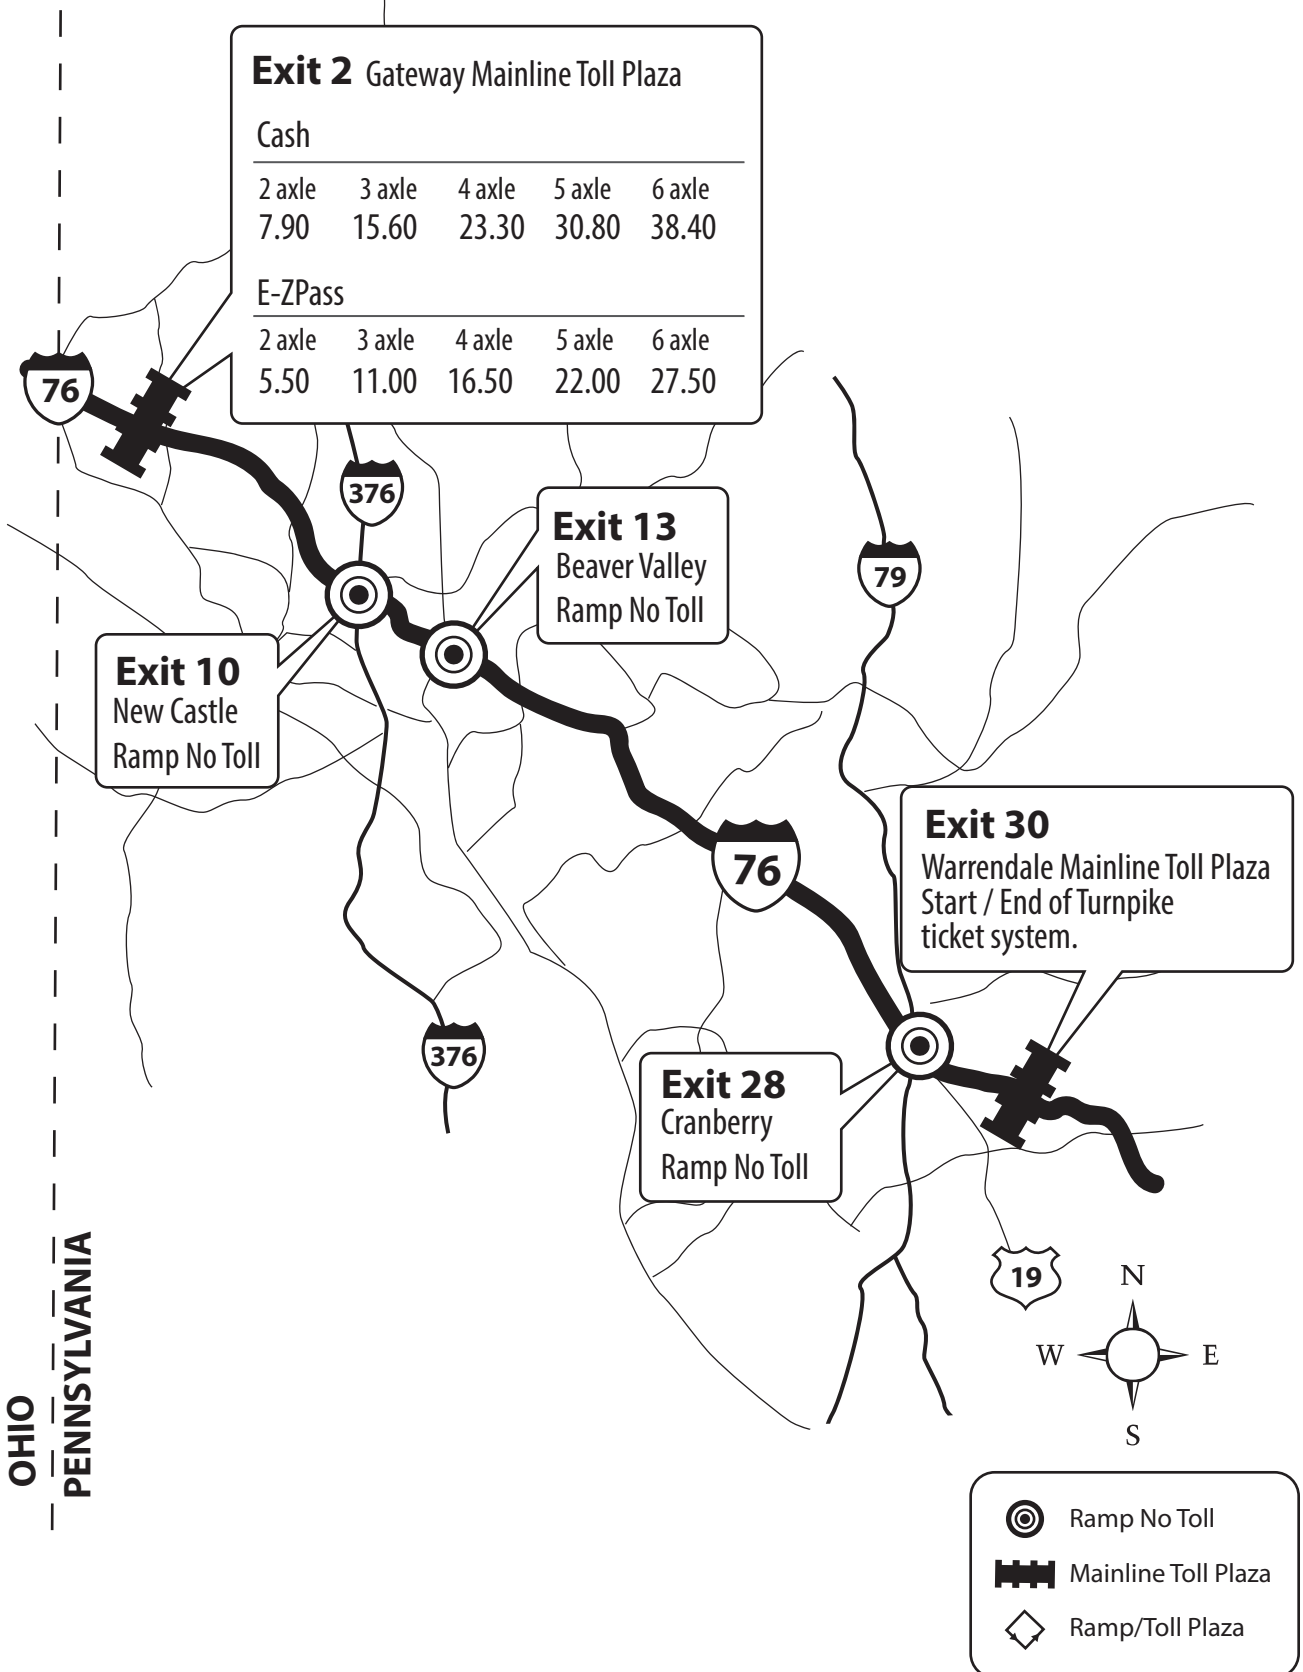 Exit 2 Gateway Mainline Toll Plaza
Cash
2 axle 3 axle 4 axle 5 axle 6 axle
7.90 15.60 23.30 30.80 38.40
E-ZPass
2 axle 3 axle 4 axle 5 axle 6 axle
5.50 11.00 16.50 22.00 27.50
76
376
Exit 13
Beaver Valley
Ramp No Toll
79
Exit 10
New Castle
Ramp No Toll
76
Exit 30
Warrendale Mainline Toll Plaza
Start / End of Turnpike
ticket system.
376
Exit 28
Cranberry
Ramp No Toll
19
OHIO
PENNSYLVANIA
N
W E
S
Ramp No Toll
Mainline Toll Plaza
Ramp/Toll Plaza